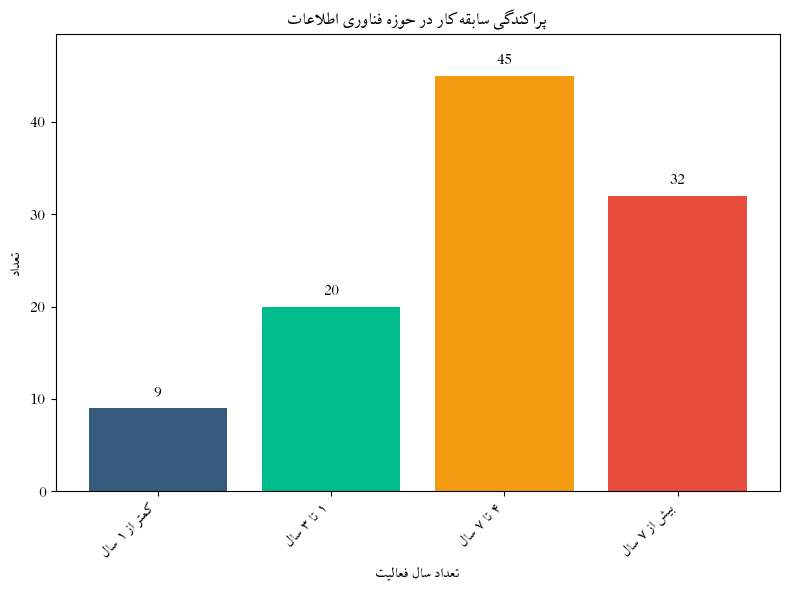 پراکندگی سابقه کار در حوزه فناوری اطلاعات
تعداد
40
30
20
10
0
9
20
45
32
کمتر از ۱ سال
۱ تا ۳ سال
۴ تا ۷ سال
بیش از ۷ سال
تعداد سال فعالیت